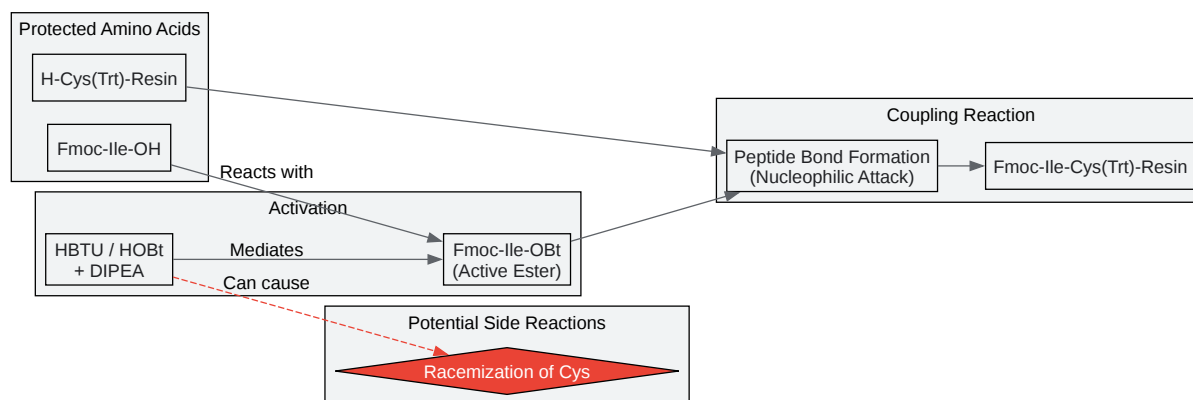 Protected Amino Acids
H-Cys(Trt)-Resin
Fmoc-Ile-OH
Reacts with
Activation
HBTU / HOBt
+ DIPEA
Mediates
Fmoc-Ile-OBt
(Active Ester)
Can cause
Potential Side Reactions
Racemization of Cys
Coupling Reaction
Peptide Bond Formation
(Nucleophilic Attack)
Fmoc-Ile-Cys(Trt)-Resin